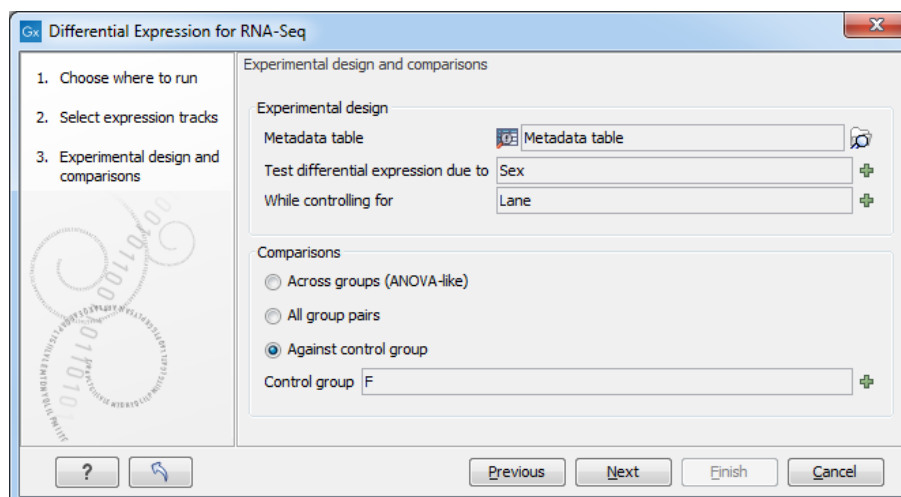 Gx Differential Expression for RNA-Seq
1. Choose where to run
2. Select expression tracks
3. Experimental design and
comparisons
Experimental design and comparisons
Experimental design
Metadata table Metadata table
Test differential expression due to Sex
While controlling for Lane
Comparisons
Across groups (ANOVA-like)
All group pairs
Against control group
Control group F
? Previous Next Finish Cancel